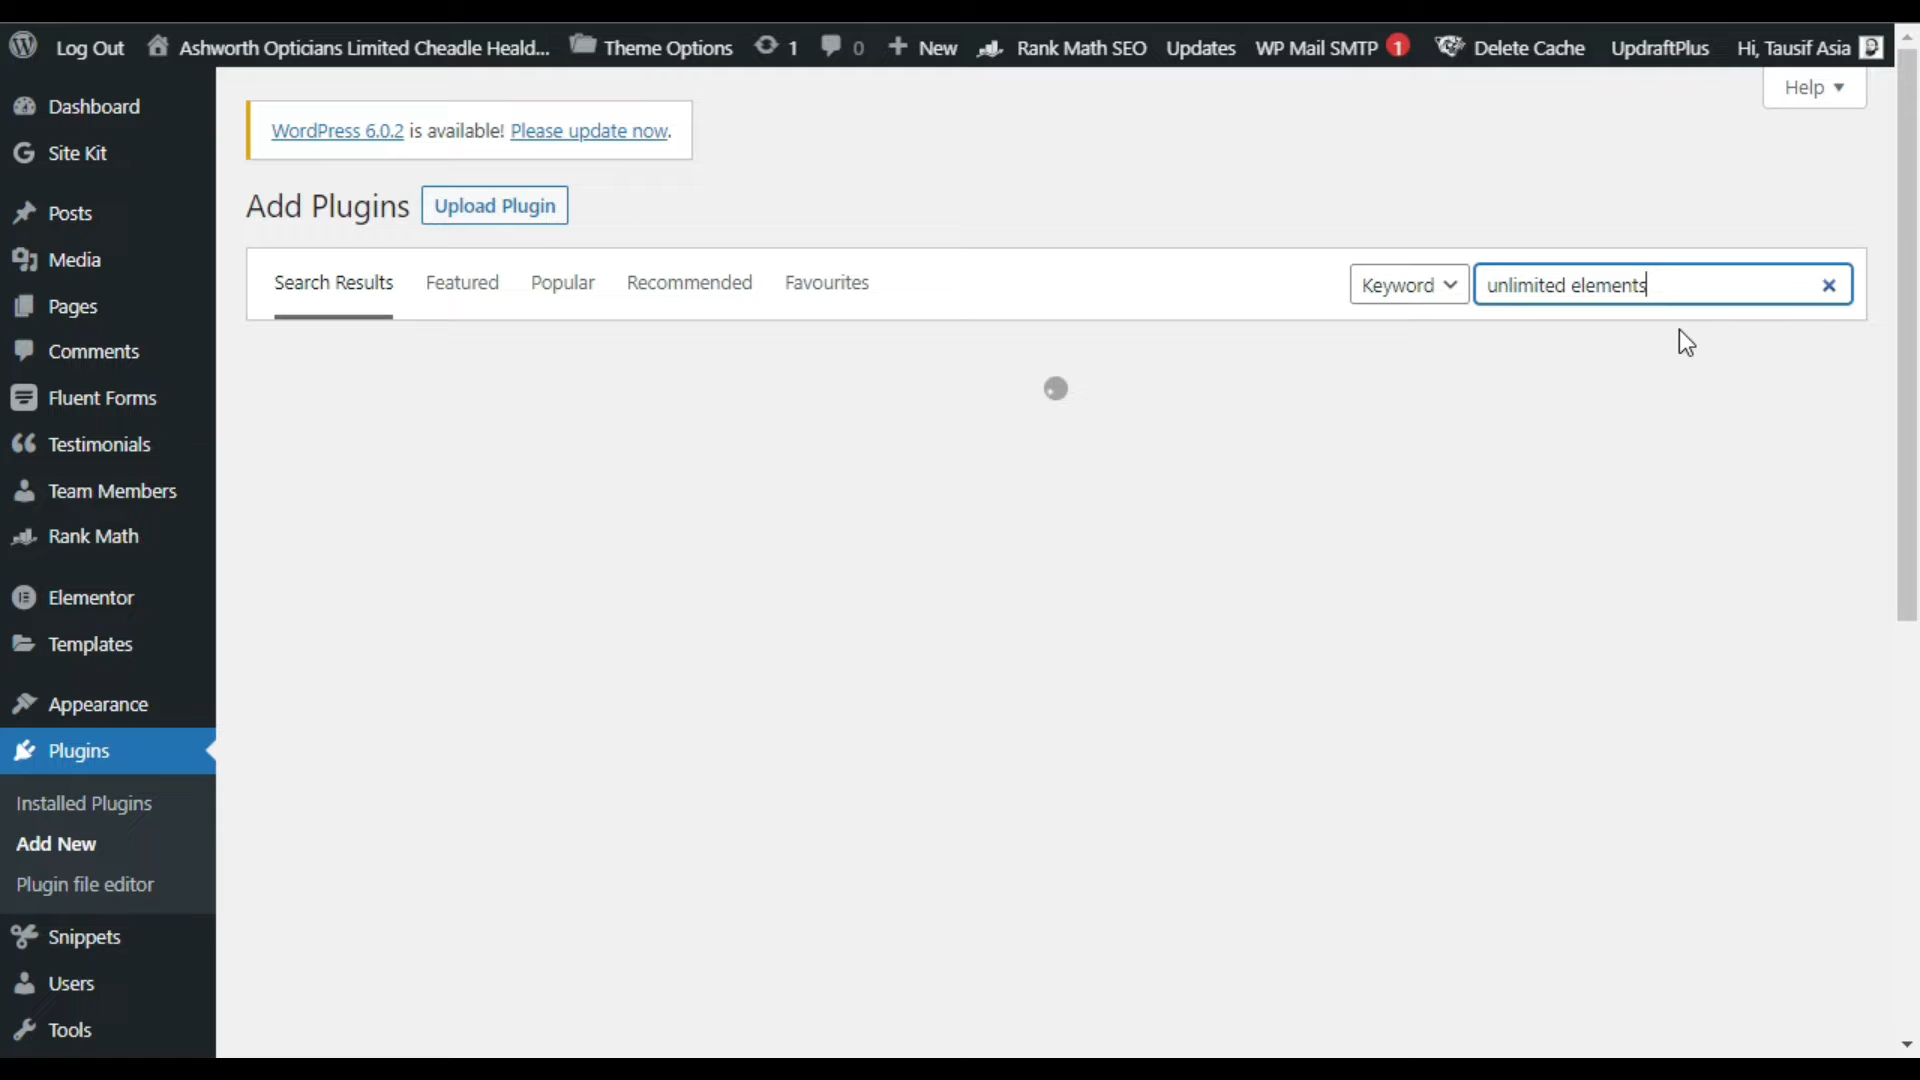 Log Out Ashworth Opticians Limited Cheadle Heald... Theme Options 1 0 New Rank Math SEO Updates WP Mail SMTP 1 Delete Cache UpdraftPlus Hi, Tausif Asia
Help
Dashboard
Site Kit
Posts
Media
Pages
Comments
Fluent Forms
Testimonials
Team Members
Rank Math
Elementor
Templates
Appearance
Plugins
Installed Plugins
Add New
Plugin file editor
Snippets
Users
Tools
WordPress 6.0.2 is available! Please update now.
Add Plugins Upload Plugin
Search Results Featured Popular Recommended Favourites Keyword unlimited elements